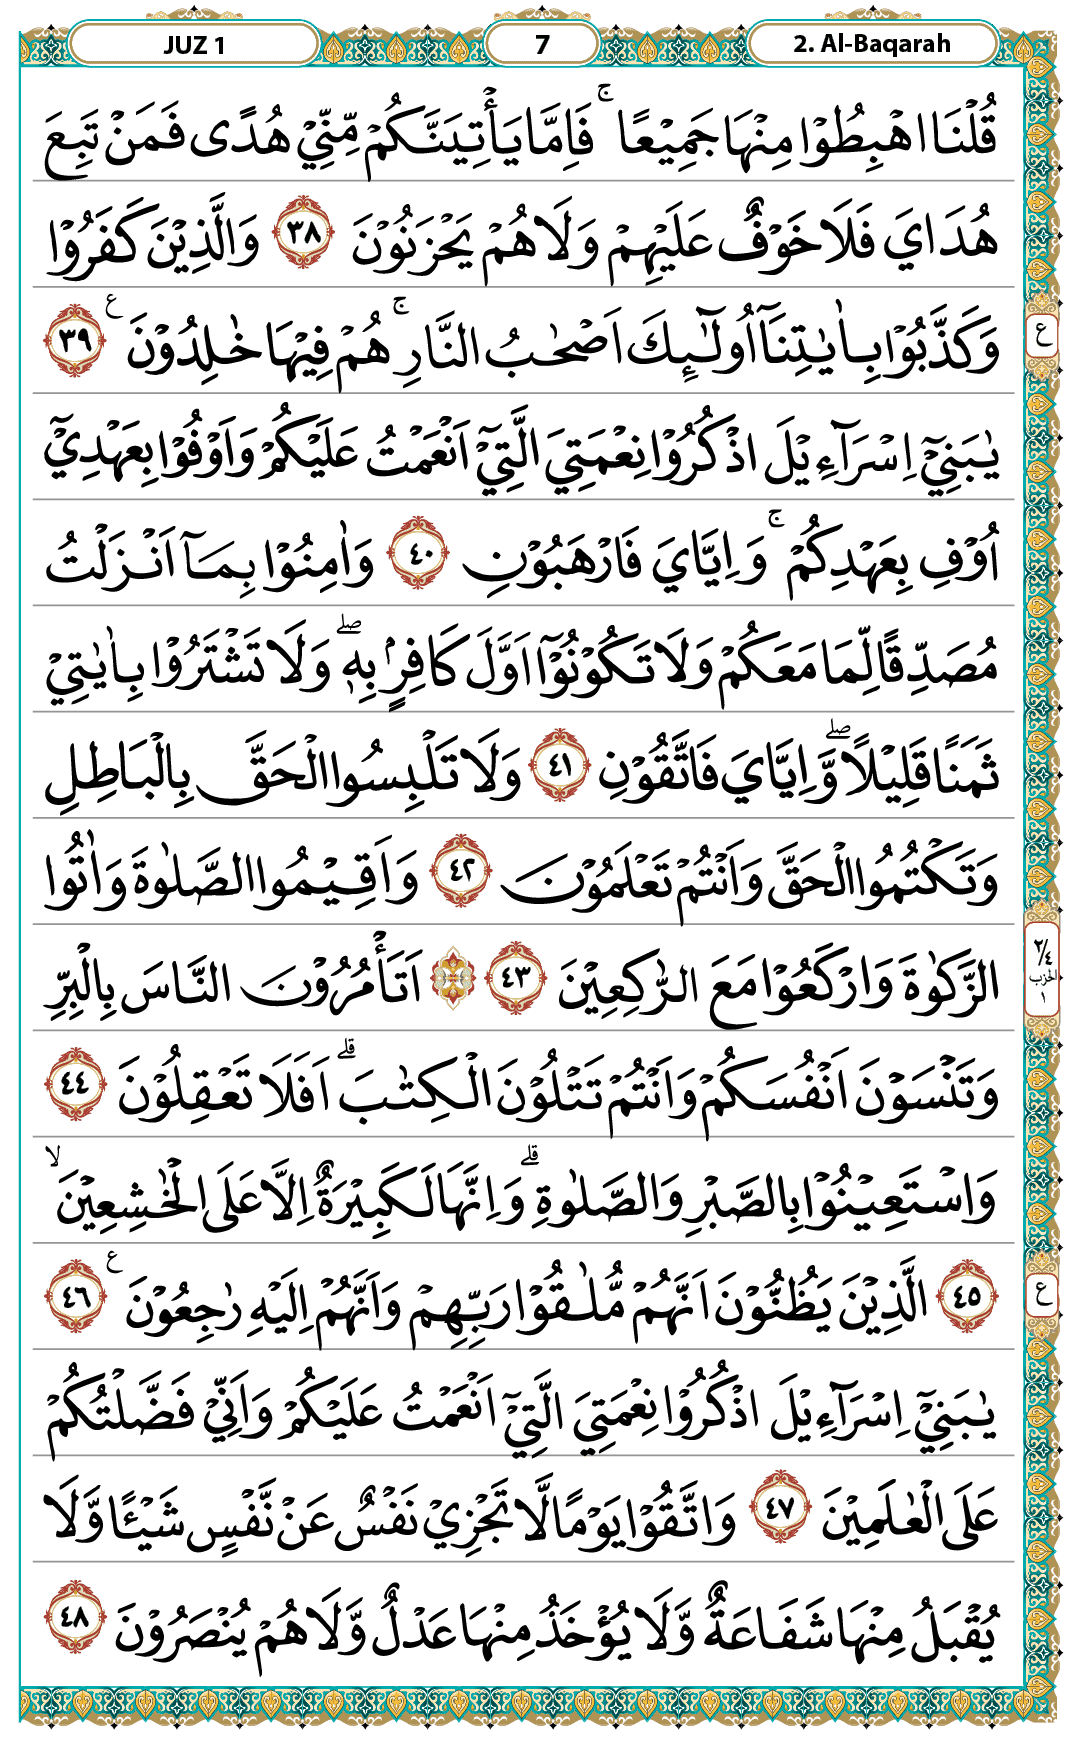 JUZ 1
7
2. Al-Baqarah
قُلْنَا اهْبِطُوْا مِنْهَا جَمِيْعًا ۚ فَاِمَّا يَأْتِيَنَّكُمْ مِّنِّيْ هُدًى فَمَنْ تَبِعَ
هُدَايَ فَلَا خَوْفٌ عَلَيْهِمْ وَلَا هُمْ يَحْزَنُوْنَ ٣٨ وَالَّذِيْنَ كَفَرُوْا
وَكَذَّبُوْا بِاٰيٰتِنَآ اُولٰۤىِٕكَ اَصْحٰبُ النَّارِ ۚ هُمْ فِيْهَا خٰلِدُوْنَ ࣖ ٣٩
ع
يٰبَنِيْٓ اِسْرَآءِيْلَ اذْكُرُوْا نِعْمَتِيَ الَّتِيْٓ اَنْعَمْتُ عَلَيْكُمْ وَاَوْفُوْا بِعَهْدِيْٓ
اُوْفِ بِعَهْدِكُمْ ۚ وَاِيَّايَ فَارْهَبُوْنِ ٤٠ وَاٰمِنُوْا بِمَآ اَنْزَلْتُ
مُصَدِّقًا لِّمَا مَعَكُمْ وَلَا تَكُوْنُوْٓا اَوَّلَ كَافِرٍۢ بِهٖ ۖ وَلَا تَشْتَرُوْا بِاٰيٰتِيْ
ثَمَنًا قَلِيْلًا ۖ وَّاِيَّايَ فَاتَّقُوْنِ ٤١ وَلَا تَلْبِسُوا الْحَقَّ بِالْبَاطِلِ
وَتَكْتُمُوا الْحَقَّ وَاَنْتُمْ تَعْلَمُوْنَ ٤٢ وَاَقِيْمُوا الصَّلٰوةَ وَاٰتُوا
الزَّكٰوةَ وَارْكَعُوْا مَعَ الرّٰكِعِيْنَ ٤٣ ۞ اَتَأْمُرُوْنَ النَّاسَ بِالْبِرِّ
٢/٤ الحزب ١
وَتَنْسَوْنَ اَنْفُسَكُمْ وَاَنْتُمْ تَتْلُوْنَ الْكِتٰبَ ۗ اَفَلَا تَعْقِلُوْنَ ٤٤
وَاسْتَعِيْنُوْا بِالصَّبْرِ وَالصَّلٰوةِ ۗ وَاِنَّهَا لَكَبِيْرَةٌ اِلَّا عَلَى الْخٰشِعِيْنَ ۙ
٤٥ الَّذِيْنَ يَظُنُّوْنَ اَنَّهُمْ مُّلٰقُوْا رَبِّهِمْ وَاَنَّهُمْ اِلَيْهِ رٰجِعُوْنَ ࣖ ٤٦
ع
يٰبَنِيْٓ اِسْرَآءِيْلَ اذْكُرُوْا نِعْمَتِيَ الَّتِيْٓ اَنْعَمْتُ عَلَيْكُمْ وَاَنِّيْ فَضَّلْتُكُمْ
عَلَى الْعٰلَمِيْنَ ٤٧ وَاتَّقُوْا يَوْمًا لَّا تَجْزِيْ نَفْسٌ عَنْ نَّفْسٍ شَيْـًٔا وَّلَا
يُقْبَلُ مِنْهَا شَفَاعَةٌ وَّلَا يُؤْخَذُ مِنْهَا عَدْلٌ وَّلَا هُمْ يُنْصَرُوْنَ ٤٨